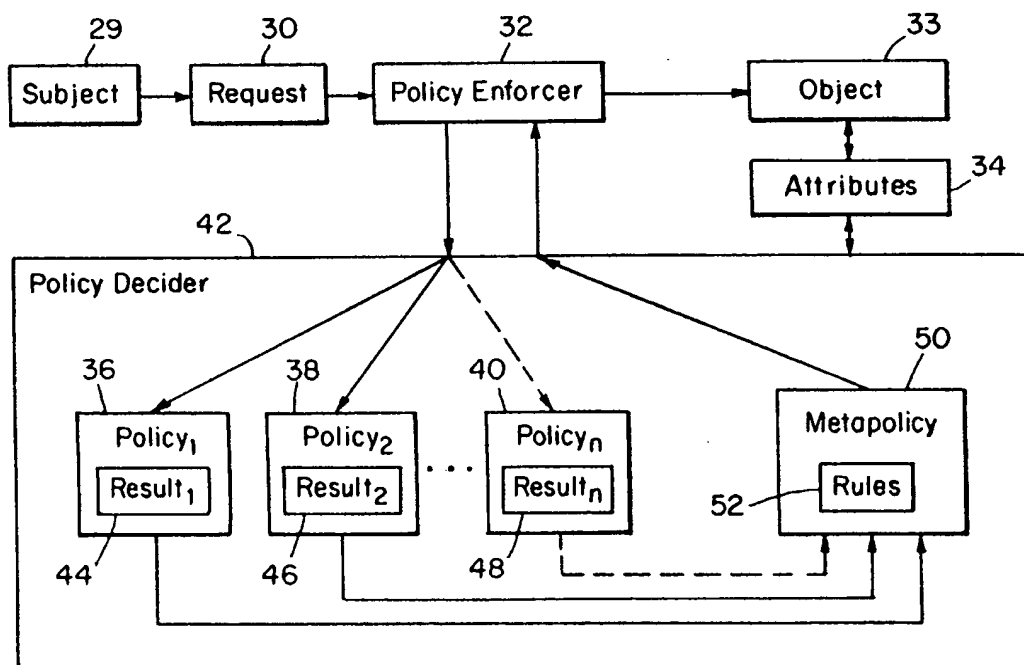 29
30
32
33
Subject
Request
Policy Enforcer
Object
Attributes
34
42
Policy Decider
36
38
40
50
Policy₁
Policy₂
Policyₙ
Metapolicy
Result₁
Result₂
. . .
Resultₙ
52
Rules
44
46
48